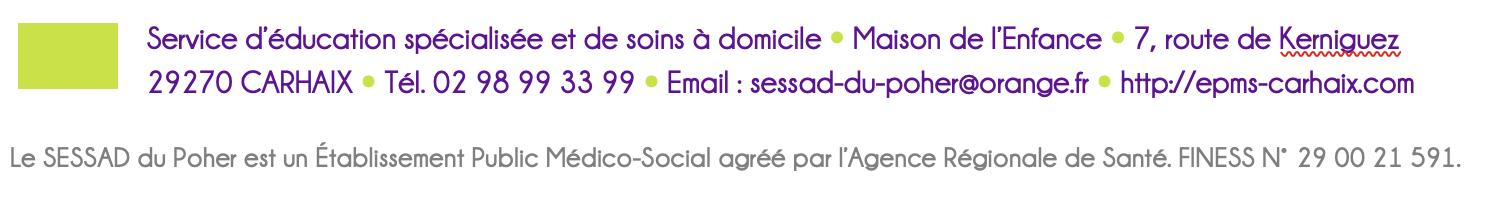 Service d'éducation spécialisée et de soins à domicile • Maison de l'Enfance • 7, route de Kerniguez
29270 CARHAIX • Tél. 02 98 99 33 99 • Email : sessad-du-poher@orange.fr • http://epms-carhaix.com
Le SESSAD du Poher est un Établissement Public Médico-Social agréé par l'Agence Régionale de Santé. FINESS N° 29 00 21 591.